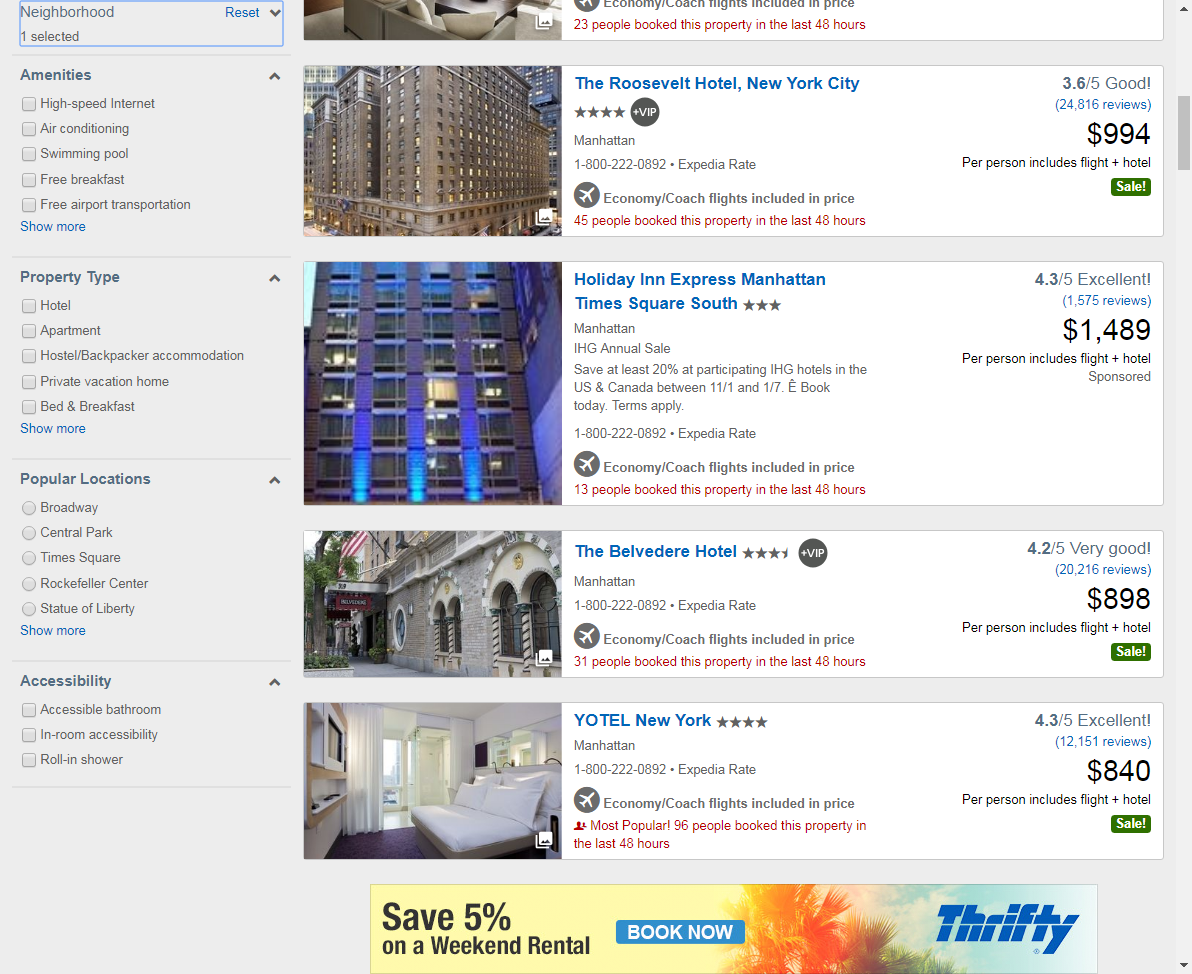 Neighborhood
Reset
1 selected
Amenities
High-speed Internet
Air conditioning
Swimming pool
Free breakfast
Free airport transportation
Show more
Property Type
Hotel
Apartment
Hostel/Backpacker accommodation
Private vacation home
Bed & Breakfast
Show more
Popular Locations
Broadway
Central Park
Times Square
Rockefeller Center
Statue of Liberty
Show more
Accessibility
Accessible bathroom
In-room accessibility
Roll-in shower
Economy/Coach flights included in price
23 people booked this property in the last 48 hours
The Roosevelt Hotel, New York City
+VIP
Manhattan
1-800-222-0892 • Expedia Rate
Economy/Coach flights included in price
45 people booked this property in the last 48 hours
3.6/5 Good!
(24,816 reviews)
$994
Per person includes flight + hotel
Sale!
Holiday Inn Express Manhattan
Times Square South
Manhattan
IHG Annual Sale
Save at least 20% at participating IHG hotels in the
US & Canada between 11/1 and 1/7. Ê Book
today. Terms apply.
1-800-222-0892 • Expedia Rate
Economy/Coach flights included in price
13 people booked this property in the last 48 hours
4.3/5 Excellent!
(1,575 reviews)
$1,489
Per person includes flight + hotel
Sponsored
BELVEDERE
The Belvedere Hotel
+VIP
Manhattan
1-800-222-0892 • Expedia Rate
Economy/Coach flights included in price
31 people booked this property in the last 48 hours
4.2/5 Very good!
(20,216 reviews)
$898
Per person includes flight + hotel
Sale!
YOTEL New York
Manhattan
1-800-222-0892 • Expedia Rate
Economy/Coach flights included in price
Most Popular! 96 people booked this property in
the last 48 hours
4.3/5 Excellent!
(12,151 reviews)
$840
Per person includes flight + hotel
Sale!
Save 5%
on a Weekend Rental
BOOK NOW
Thrifty